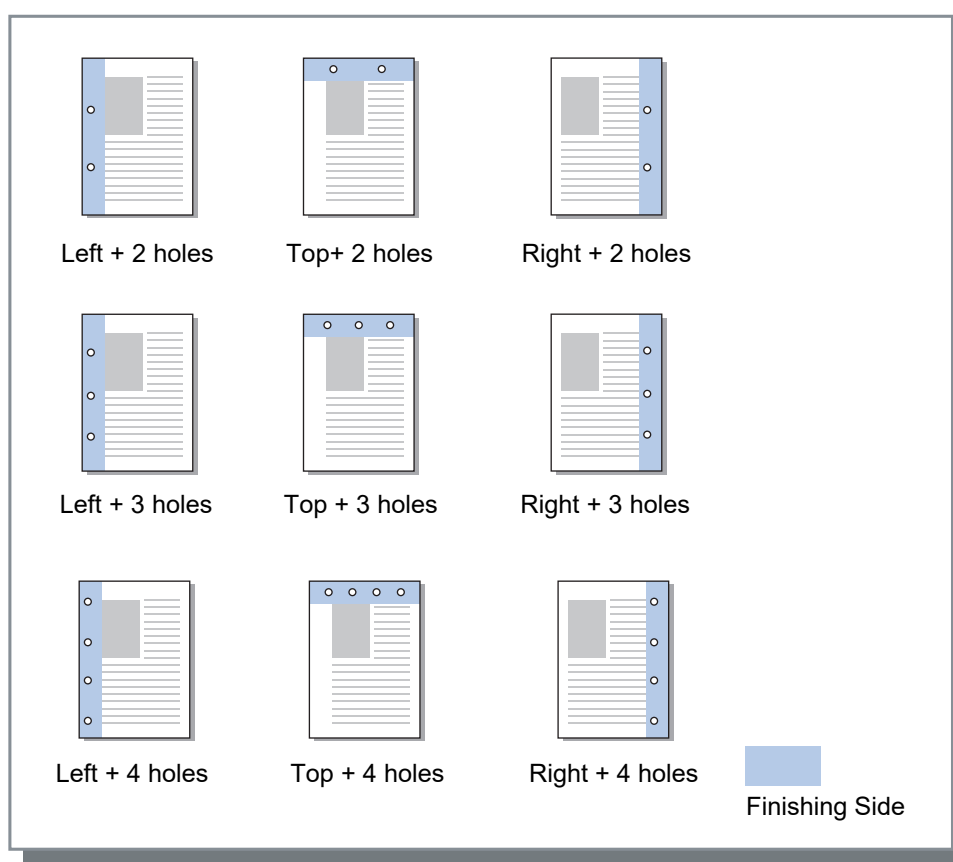 Left + 2 holes
Top+ 2 holes
Right + 2 holes
Left + 3 holes
Top + 3 holes
Right + 3 holes
Left + 4 holes
Top + 4 holes
Right + 4 holes
Finishing Side